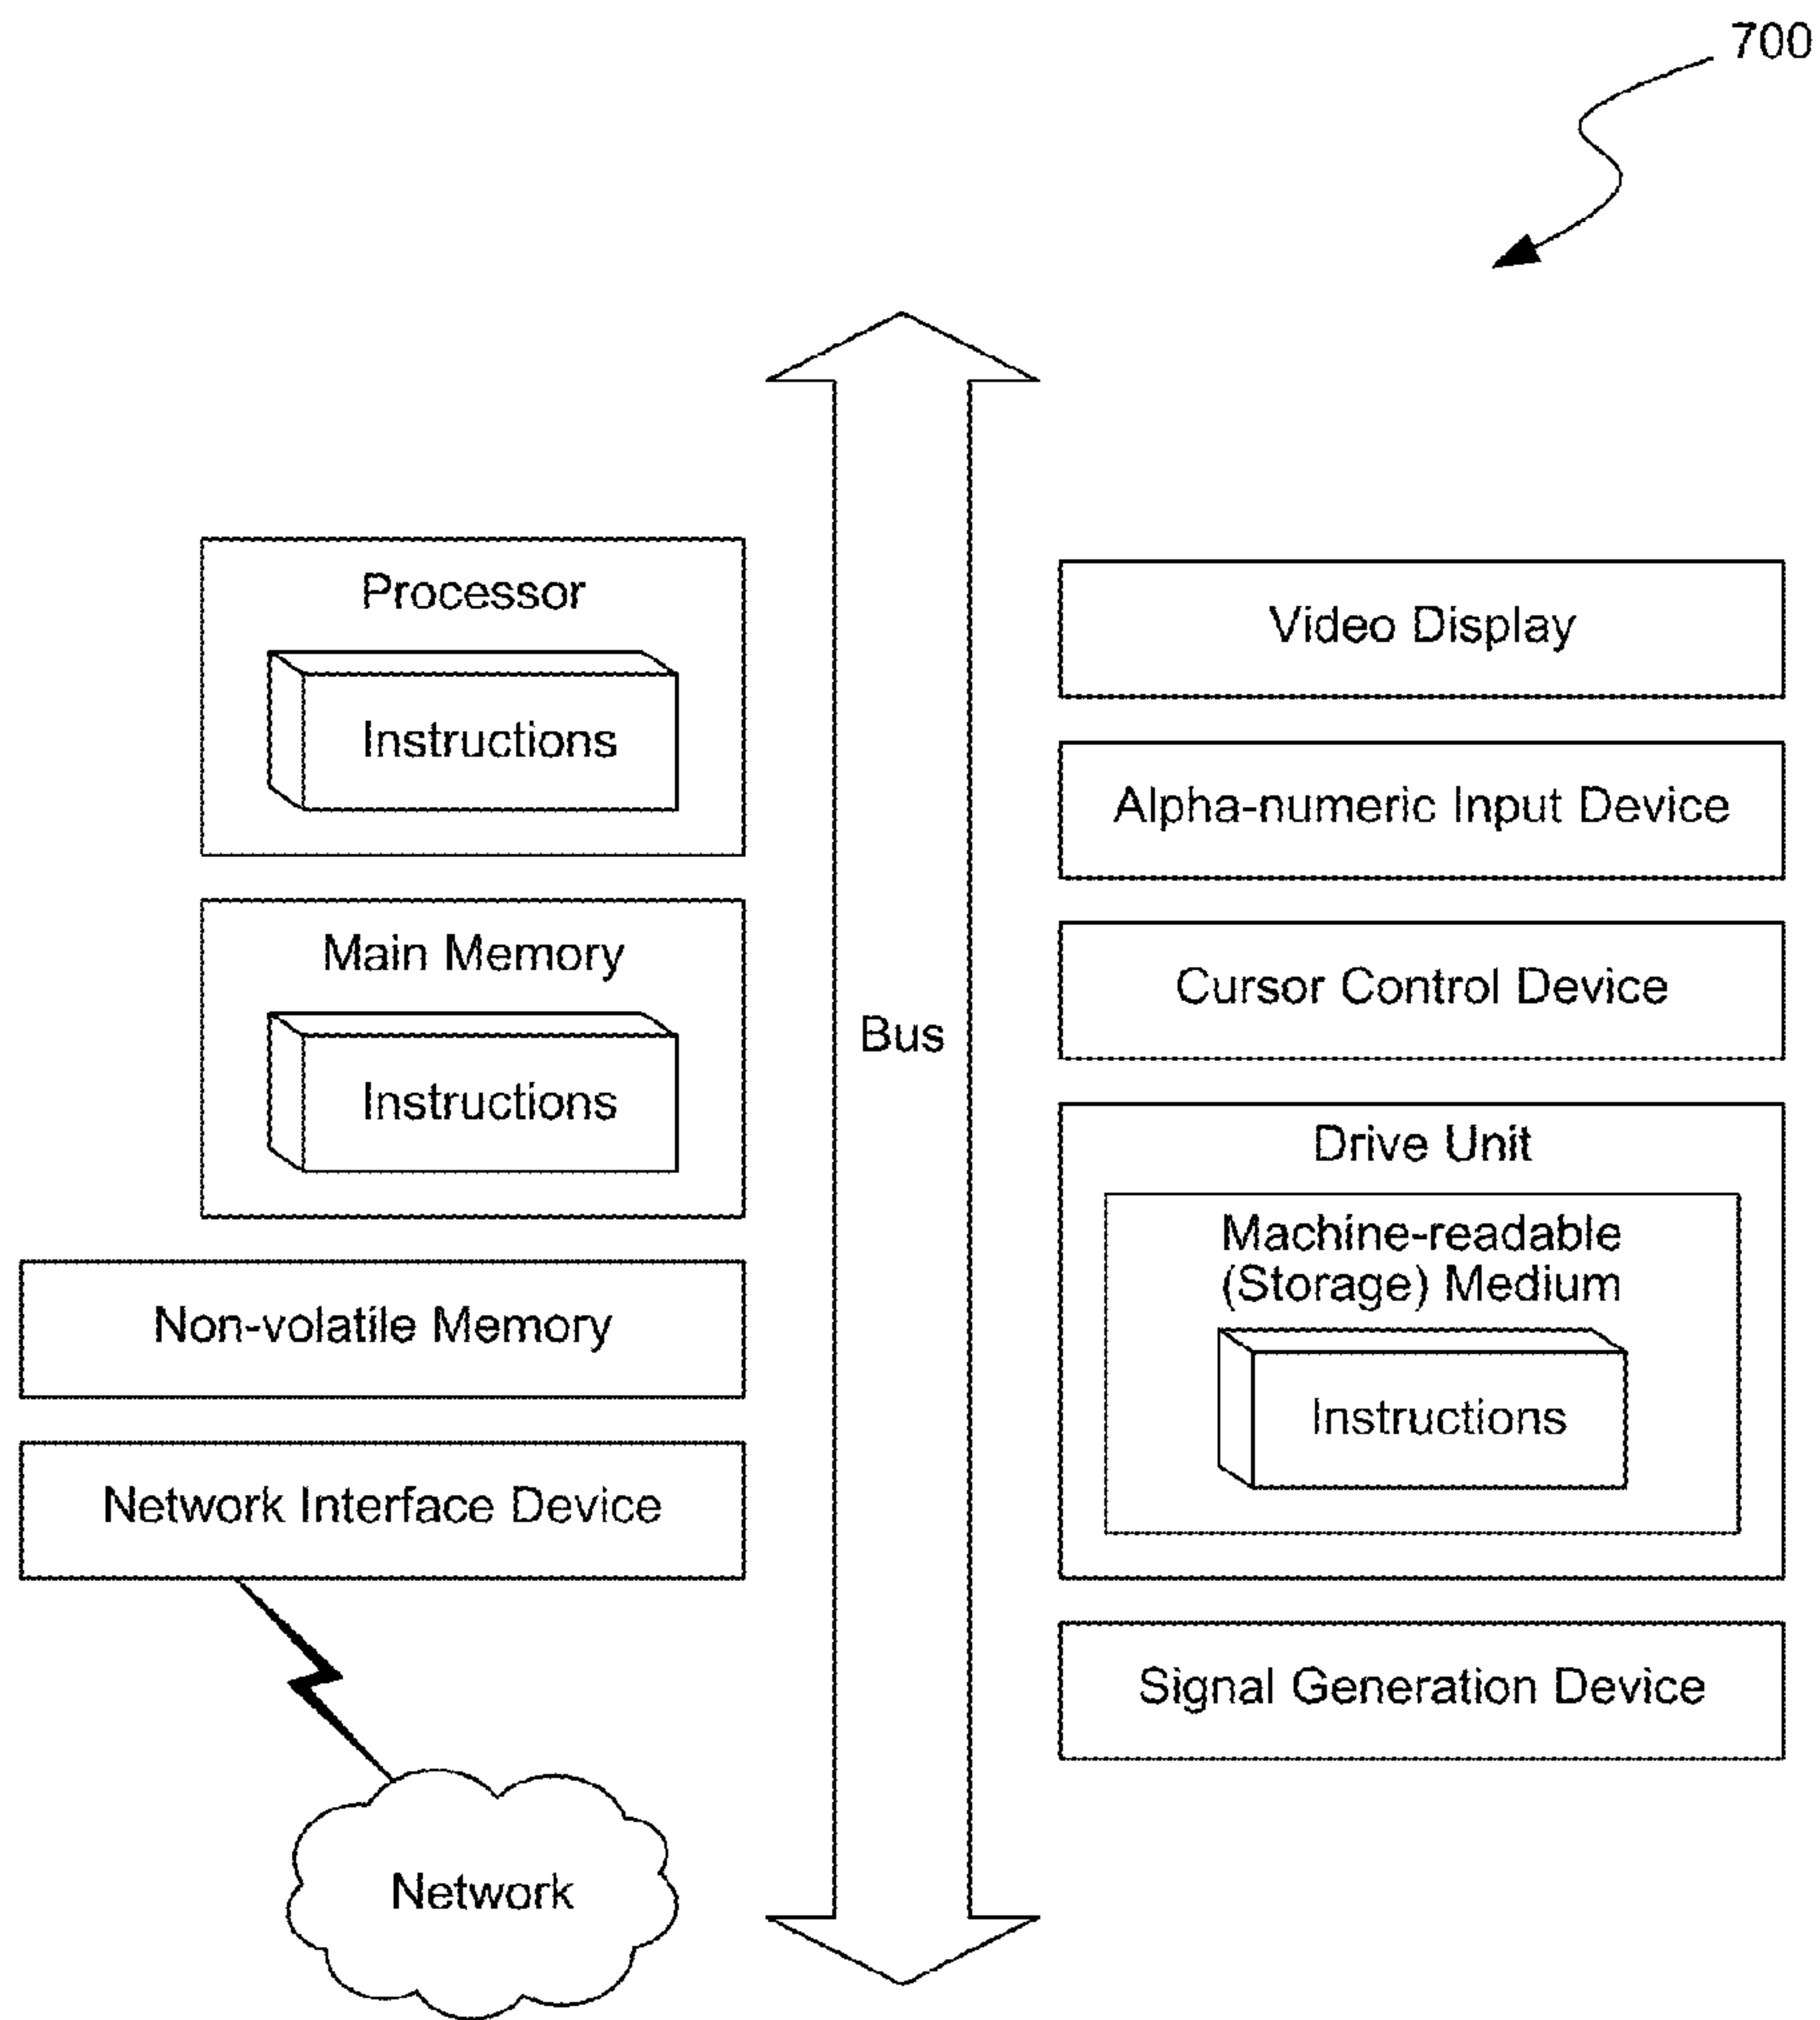 700
Processor
Instructions
Main Memory
Instructions
Non-volatile Memory
Network Interface Device
Network
Bus
Video Display
Alpha-numeric Input Device
Cursor Control Device
Drive Unit
Machine-readable
(Storage) Medium
Instructions
Signal Generation Device